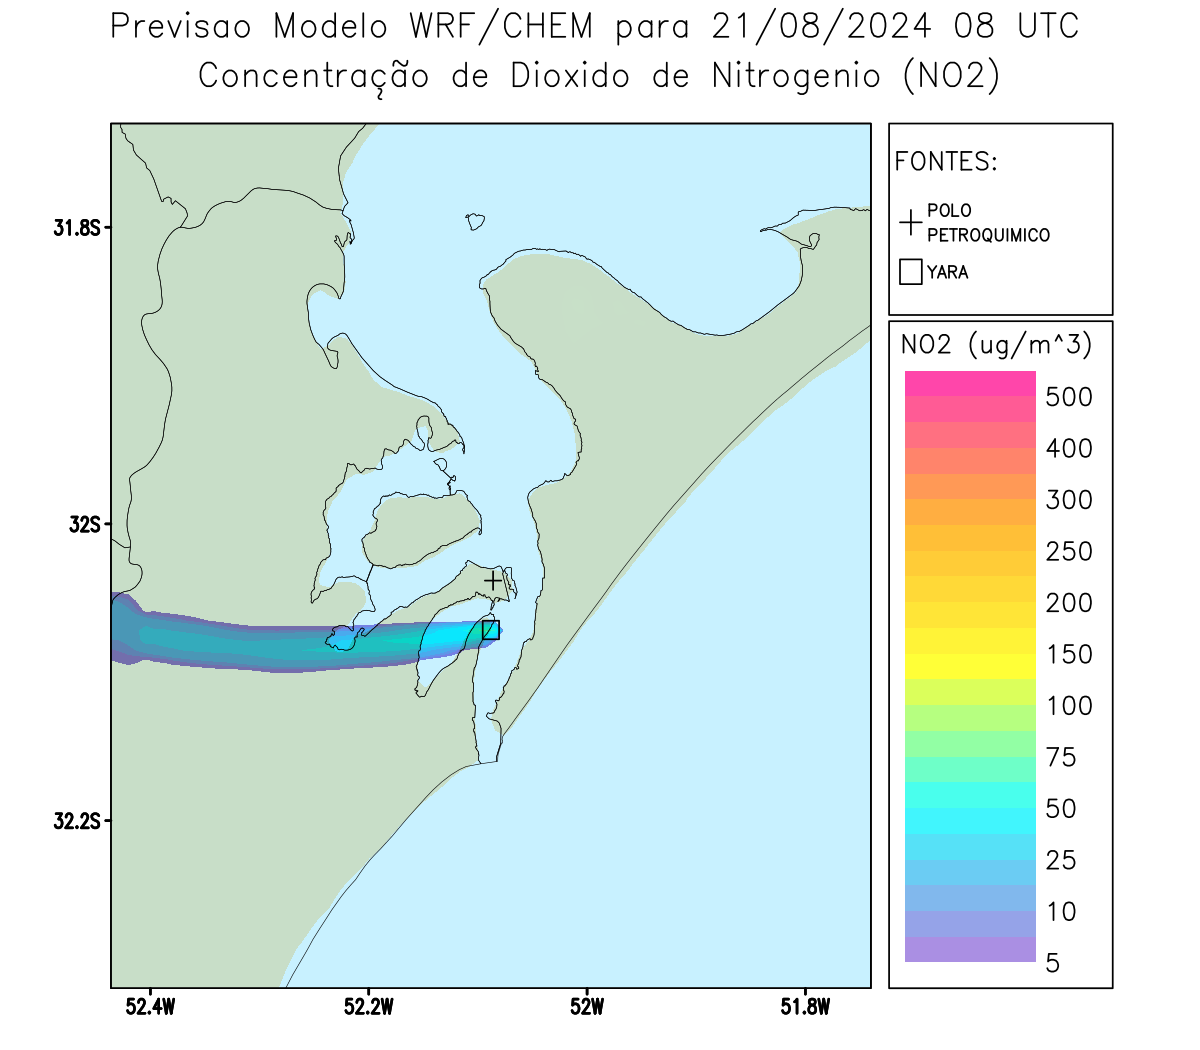 Previsao Modelo WRF/CHEM para 21/08/2024 08 UTC
Concentração de Dioxido de Nitrogenio (NO2)
FONTES:
POLO
PETROQUIMICO
YARA
NO2 (ug/m^3)
500
400
300
250
200
150
100
75
50
25
10
5
31.8S
32S
32.2S
52.4W
52.2W
52W
51.8W